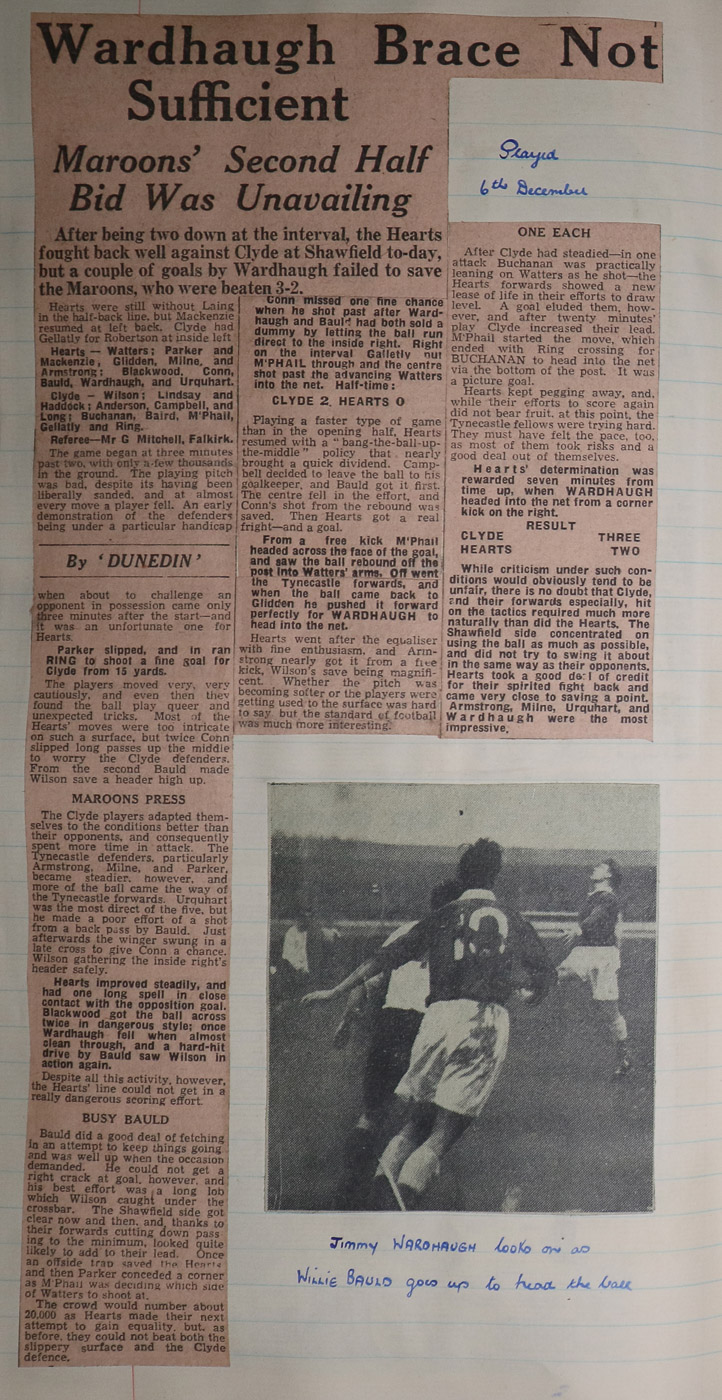 Wardhaugh Brace Not
Sufficient
Maroons' Second Half
Bid Was Unavailing
After being two down at the interval, the Hearts
fought back well against Clyde at Shawfield to-day,
but a couple of goals by Wardhaugh failed to save
the Maroons, who were beaten 3-2.
Hearts were still without Laing
in the half-back line, but Mackenzie
resumed at left back. Clyde had
Gellatly for Robertson at inside left
Hearts — Watters; Parker and
Mackenzie, Glidden, Milne, and
Armstrong; Blackwood, Conn,
Bauld, Wardhaugh, and Urquhart.
Clyde — Wilson; Lindsay and
Haddock; Anderson, Campbell, and
Long; Buchanan, Baird, M'Phail,
Gellatly and Ring.
Referee—Mr G Mitchell, Falkirk.
The game began at three minutes
past two, with only a few thousands
in the ground. The playing pitch
was bad, despite its having been
liberally sanded, and at almost
every move a player fell. An early
demonstration of the defenders
being under a particular handicap
By 'DUNEDIN'
when about to challenge an
opponent in possession came only
three minutes after the start—and
it was an unfortunate one for
Hearts.
Parker slipped, and in ran
RING to shoot a fine goal for
Clyde from 15 yards.
The players moved very, very
cautiously, and even then they
found the ball play queer and
unexpected tricks. Most of the
Hearts' moves were too intricate
on such a surface, but twice Conn
slipped long passes up the middle
to worry the Clyde defenders.
From the second Bauld made
Wilson save a header high up.
MAROONS PRESS
The Clyde players adapted them-
selves to the conditions better than
their opponents, and consequently
spent more time in attack. The
Tynecastle defenders, particularly
Armstrong, Milne, and Parker,
became steadier, however, and
more of the ball came the way of
the Tynecastle forwards. Urquhart
was the most direct of the five, but
he made a poor effort of a shot
from a back pass by Bauld. Just
afterwards the winger swung in a
late cross to give Conn a chance,
Wilson gathering the inside right's
header safely.
Hearts improved steadily, and
had one long spell in close
contact with the opposition goal.
Blackwood got the ball across
twice in dangerous style; once
Wardhaugh fell when almost
clean through, and a hard-hit
drive by Bauld saw Wilson in
action again.
Despite all this activity, however,
the Hearts' line could not get in a
really dangerous scoring effort.
BUSY BAULD
Bauld did a good deal of fetching
in an attempt to keep things going
and was well up when the occasion
demanded. He could not get a
right crack at goal, however, and
his best effort was a long lob
which Wilson caught under the
crossbar. The Shawfield side got
clear now and then, and, thanks to
their forwards cutting down pass-
ing to the minimum, looked quite
likely to add to their lead. Once
an offside trap saved the Hearts
and then Parker conceded a corner
as M'Phail was deciding which side
of Watters to shoot at.
The crowd would number about
20,000 as Hearts made their next
attempt to gain equality, but, as
before, they could not beat both the
slippery surface and the Clyde
defence.
Conn missed one fine chance
when he shot past after Ward-
haugh and Bauld had both sold a
dummy by letting the ball run
direct to the inside right. Right
on the interval Galletly put
M'PHAIL through and the centre
shot past the advancing Watters
into the net. Half-time:
CLYDE 2, HEARTS 0
Playing a faster type of game
than in the opening half, Hearts
resumed with a "bang-the-ball-up-
the-middle" policy that nearly
brought a quick dividend. Camp-
bell decided to leave the ball to his
goalkeeper, and Bauld got it first.
The centre fell in the effort, and
Conn's shot from the rebound was
saved. Then Hearts got a real
fright—and a goal.
From a free kick M'Phail
headed across the face of the goal,
and saw the ball rebound off the
post into Watters' arms. Off went
the Tynecastle forwards, and
when the ball came back to
Glidden he pushed it forward
perfectly for WARDHAUGH to
head into the net.
Hearts went after the equaliser
with fine enthusiasm, and Arm-
strong nearly got it from a free
kick, Wilson's save being magnifi-
cent. Whether the pitch was
becoming softer or the players were
getting used to the surface was hard
to say but the standard of football
was much more interesting.
Played
6th December
ONE EACH
After Clyde had steadied—in one
attack Buchanan was practically
leaning on Watters as he shot—the
Hearts forwards showed a new
lease of life in their efforts to draw
level. A goal eluded them, how-
ever, and after twenty minutes'
play Clyde increased their lead.
M'Phail started the move, which
ended with Ring crossing for
BUCHANAN to head into the net
via the bottom of the post. It was
a picture goal.
Hearts kept pegging away, and,
while their efforts to score again
did not bear fruit, at this point, the
Tynecastle fellows were trying hard.
They must have felt the pace, too,
as most of them took risks and a
good deal out of themselves.
Hearts' determination was
rewarded seven minutes from
time up, when WARDHAUGH
headed into the net from a corner
kick on the right.
RESULT
CLYDE THREE
HEARTS TWO
While criticism under such con-
ditions would obviously tend to be
unfair, there is no doubt that Clyde,
and their forwards especially, hit
on the tactics required much more
naturally than did the Hearts. The
Shawfield side concentrated on
using the ball as much as possible,
and did not try to swing it about
in the same way as their opponents.
Hearts took a good deal of credit
for their spirited fight back and
came very close to saving a point.
Armstrong, Milne, Urquhart, and
Wardhaugh were the most
impressive.
10
Jimmy WARDHAUGH looks on as
WILLIE BAULD goes up to head the ball